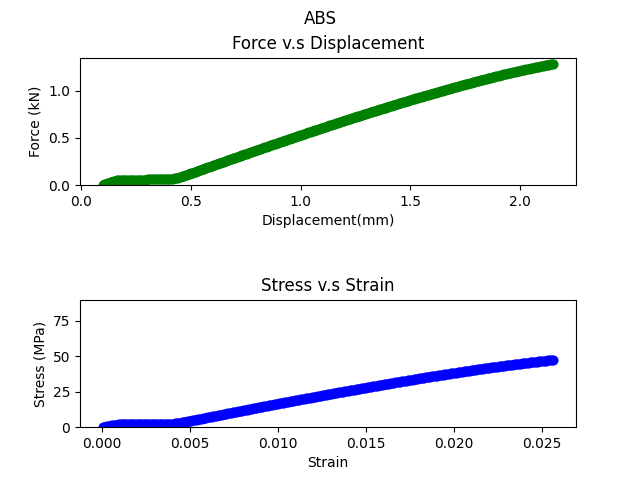 ABS
Force v.s Displacement
1.0
0.5
0.0
Force (kN)
0.0 0.5 1.0 1.5 2.0
Displacement(mm)
Stress v.s Strain
75
50
25
0
Stress (MPa)
0.000 0.005 0.010 0.015 0.020 0.025
Strain